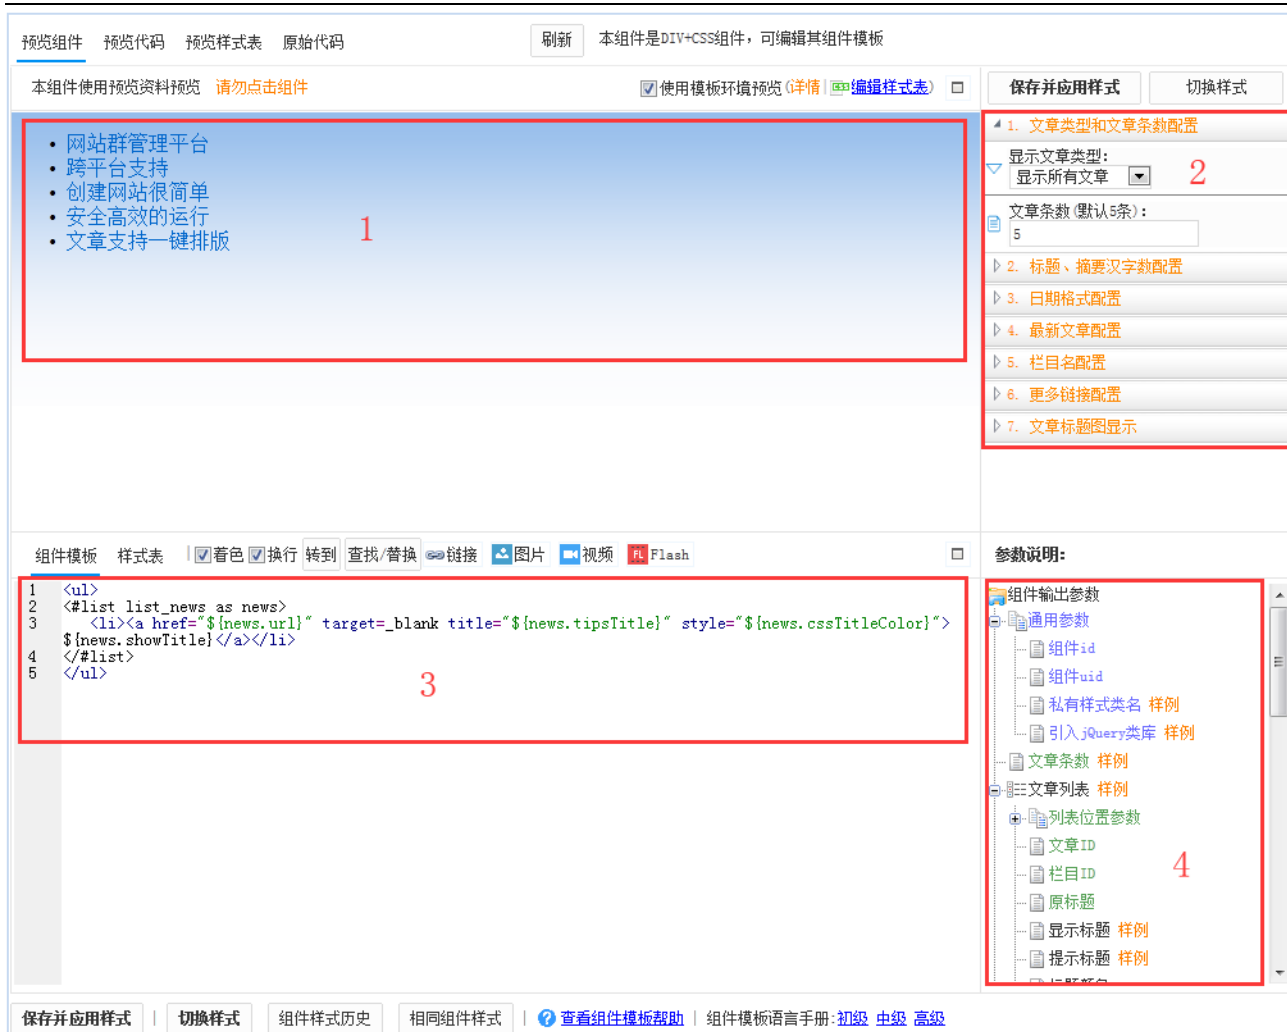 预览组件 预览代码 预览样式表 原始代码 刷新 本组件是DIV+CSS组件，可编辑其组件模板
本组件使用预览资料预览 请勿点击组件 使用模板环境预览(详情|编辑样式表) 保存并应用样式 切换样式
网站群管理平台
跨平台支持
创建网站很简单
安全高效的运行
文章支持一键排版
1
1. 文章类型和文章条数配置
显示文章类型:
显示所有文章
2
文章条数(默认5条):
5
2. 标题、摘要汉字数配置
3. 日期格式配置
4. 最新文章配置
5. 栏目名配置
6. 更多链接配置
7. 文章标题图显示
组件模板 样式表 | 着色 换行 转到 查找/替换 链接 图片 视频 FL Flash
1 <ul>
2 <#list list_news as news>
3 <li><a href="${news.url}" target=_blank title="${news.tipsTitle}" style="${news.cssTitleColor}">
${news.showTitle}</a></li>
4 </#list>
5 </ul>
3
参数说明:
组件输出参数
通用参数
组件id
组件uid
私有样式类名 样例
引入jQuery类库 样例
文章条数 样例
文章列表 样例
列表位置参数
文章ID
栏目ID
原标题
显示标题 样例
提示标题 样例
4
保存并应用样式 | 切换样式 组件样式历史 相同组件样式 | ? 查看组件模板帮助 | 组件模板语言手册:初级 中级 高级